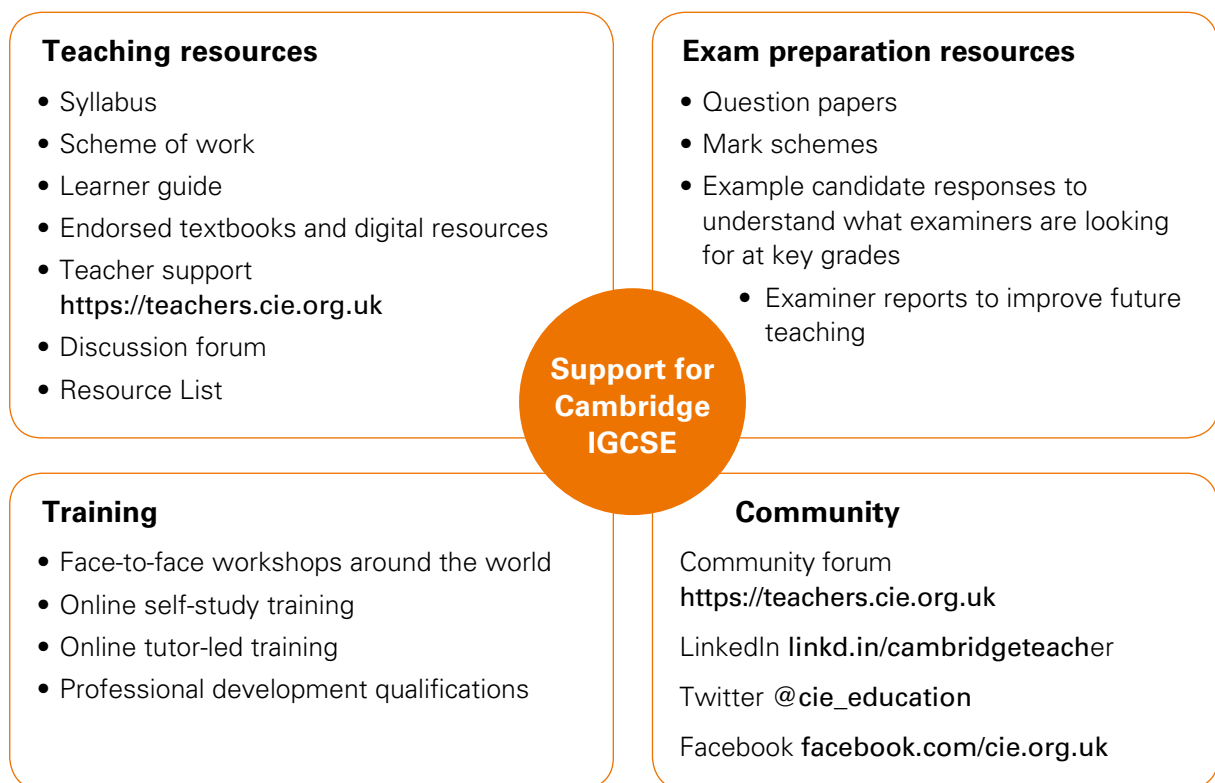 Teaching resources
• Syllabus
• Scheme of work
• Learner guide
• Endorsed textbooks and digital resources
• Teacher support
https://teachers.cie.org.uk
• Discussion forum
• Resource List
Exam preparation resources
• Question papers
• Mark schemes
• Example candidate responses to
understand what examiners are looking
for at key grades
• Examiner reports to improve future
teaching
Support for
Cambridge
IGCSE
Training
• Face-to-face workshops around the world
• Online self-study training
• Online tutor-led training
• Professional development qualifications
Community
Community forum
https://teachers.cie.org.uk
LinkedIn linkd.in/cambridgeteacher
Twitter @cie_education
Facebook facebook.com/cie.org.uk